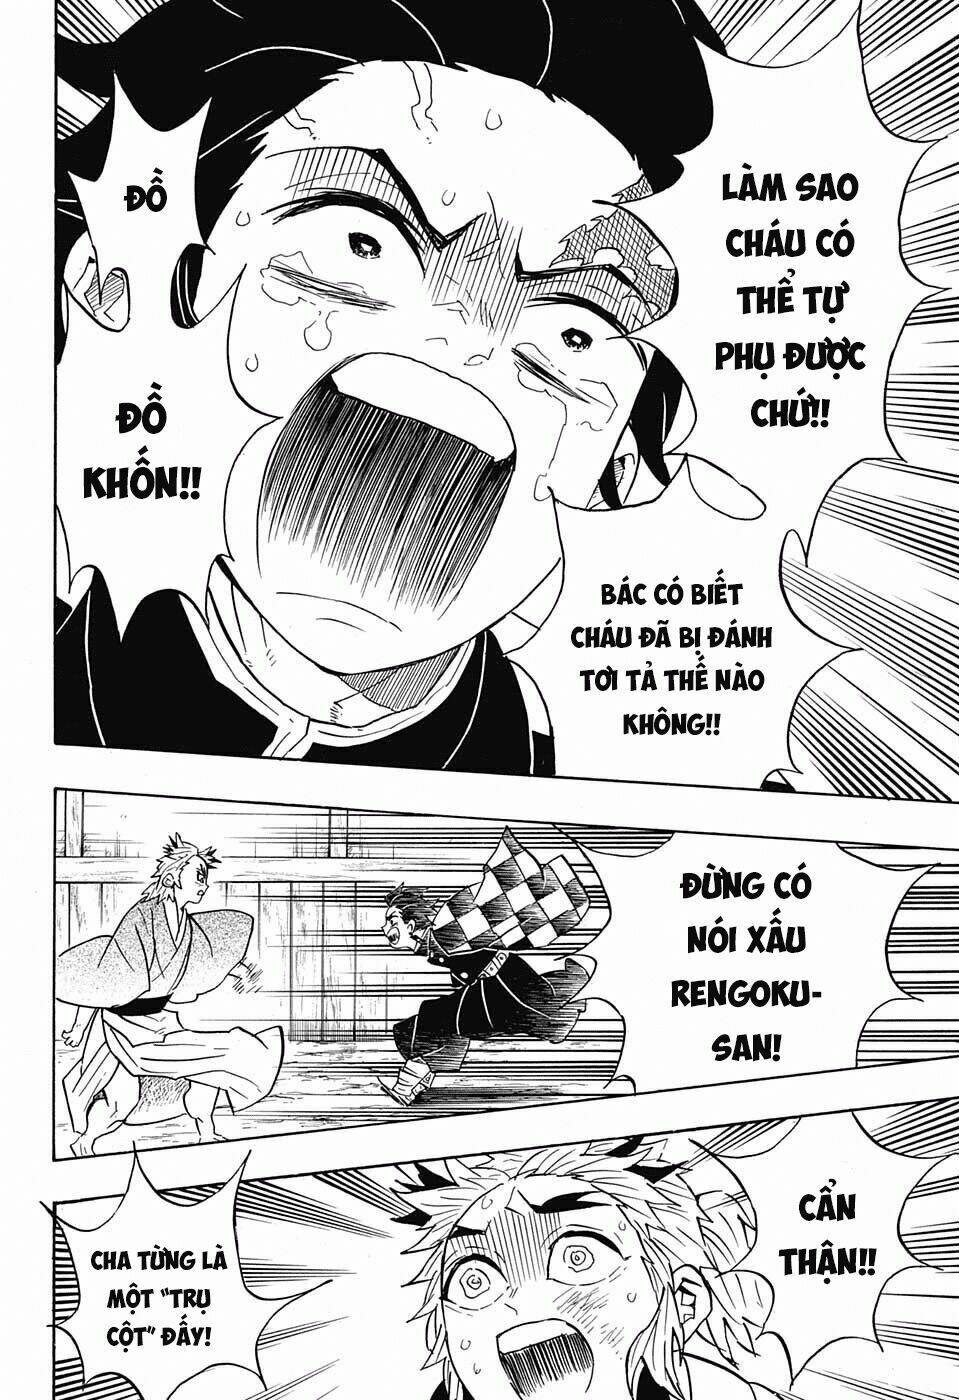 LÀM SAO
CHÁU CÓ
THỂ TỰ
PHỤ ĐƯỢC
CHỨ!!
BÁC CÓ BIẾT
CHÁU ĐÃ BỊ ĐÁNH
TƠI TẢ THẾ NÀO
KHÔNG!!
ĐỒ
ĐỒ
KHỐN!!
ĐỪNG CÓ
NÓI XẤU
RENGOKU-
SAN!
CẨN
THẬN!!
CHA TỪNG LÀ
MỘT "TRỤ
CỘT" ĐẤY!